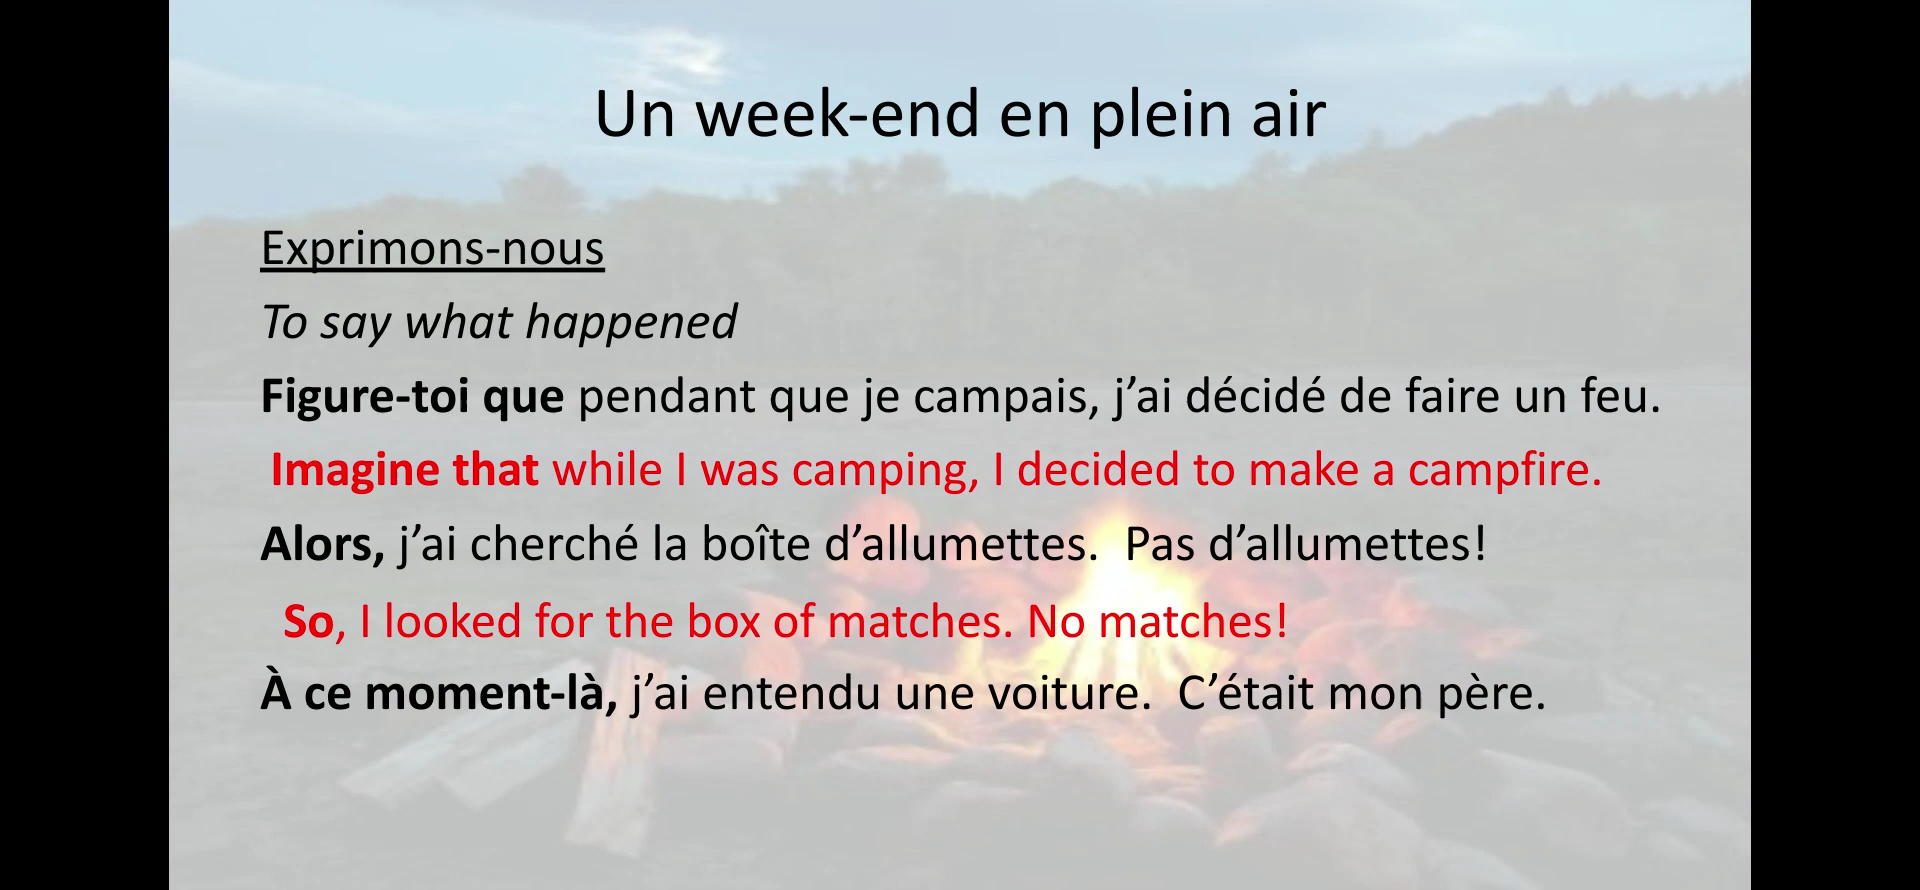 Un week-end en plein air
Exprimons-nous
To say what happened
Figure-toi que pendant que je campais, j’ai décidé de faire un feu.
Imagine that while I was camping, I decided to make a campfire.
Alors, j’ai cherché la boîte d’allumettes.  Pas d’allumettes!
So, I looked for the box of matches. No matches!
À ce moment-là, j’ai entendu une voiture.  C’était mon père.